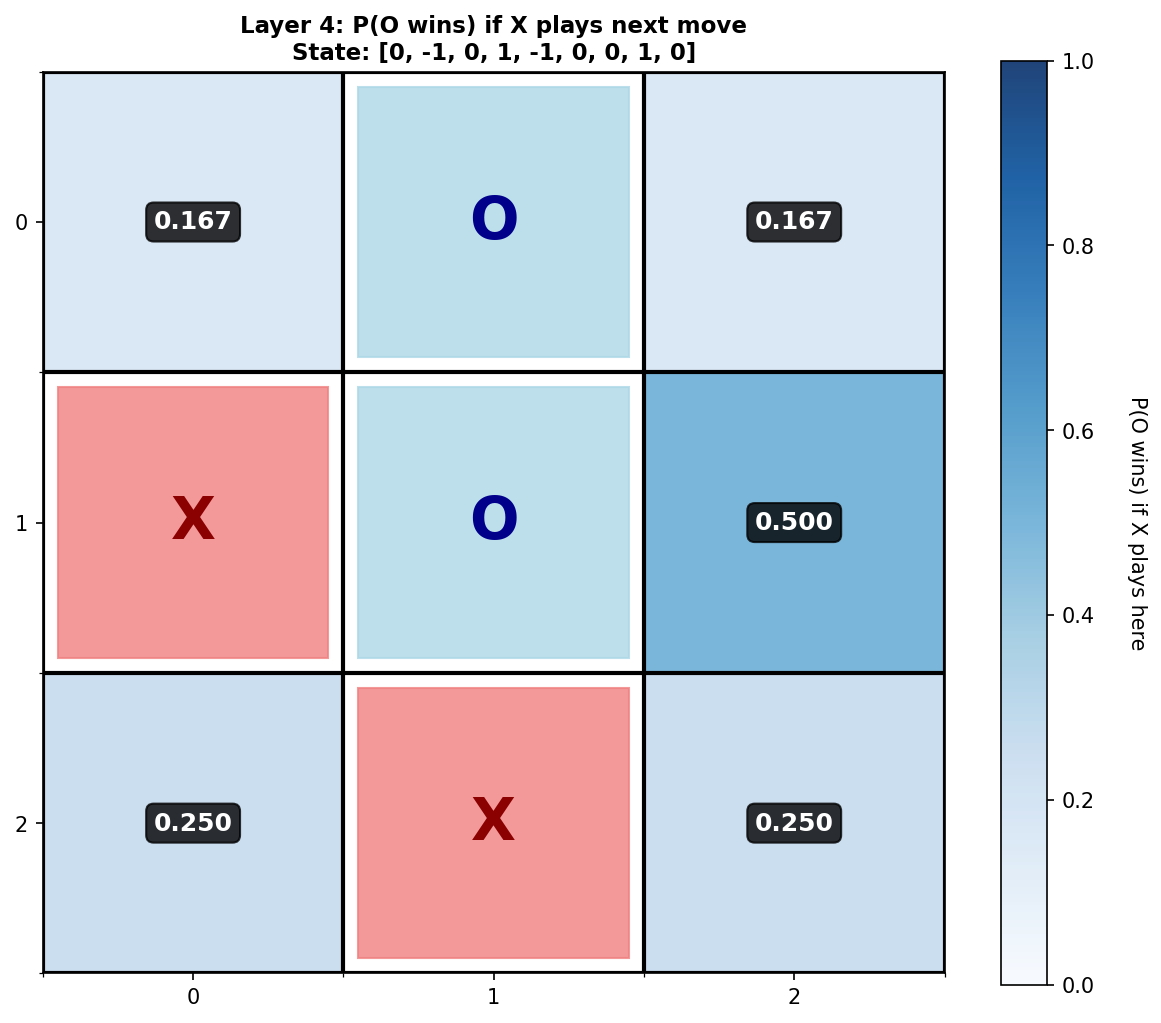 Layer 4: P(O wins) if X plays next move
State: [0, -1, 0, 1, -1, 0, 0, 1, 0]
0
0.167
O
0.167
1
X
O
0.500
2
0.250
X
0.250
0
1
2
1.0
0.8
0.6
0.4
0.2
0.0
P(O wins) if X plays here